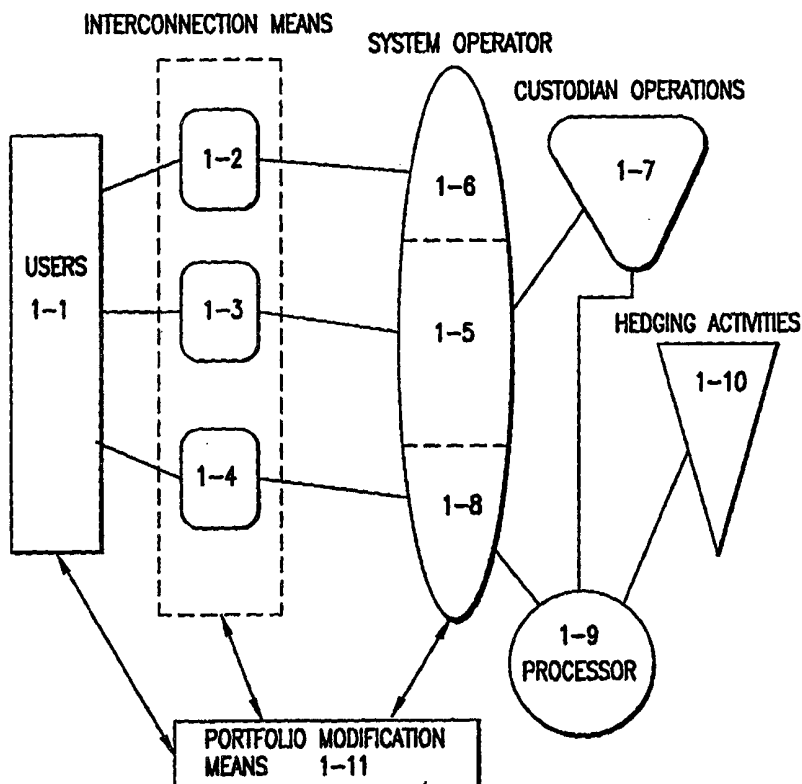 INTERCONNECTION MEANS
SYSTEM OPERATOR
CUSTODIAN OPERATIONS
1-2
1-7
1-6
USERS
1-1
1-3
1-5
HEDGING ACTIVITIES
1-10
1-4
1-8
1-9
PROCESSOR
PORTFOLIO MODIFICATION
MEANS 1-11